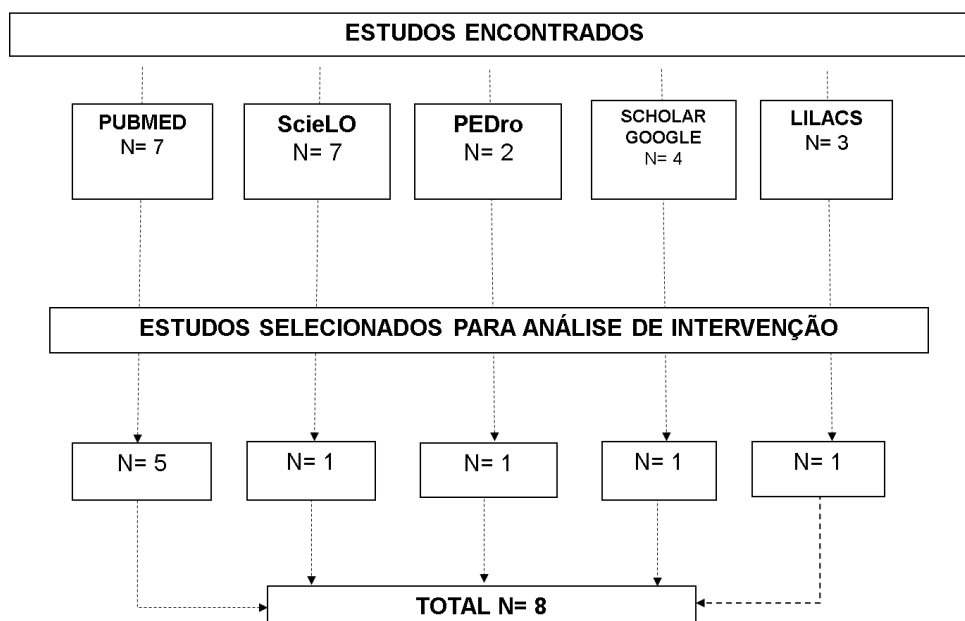 ESTUDOS ENCONTRADOS
PUBMED
N= 7
ScieLO
N= 7
PEDro
N= 2
SCHOLAR
GOOGLE
N= 4
LILACS
N= 3
ESTUDOS SELECIONADOS PARA ANÁLISE DE INTERVENÇÃO
N= 5
N= 1
N= 1
N= 1
N= 1
TOTAL N= 8